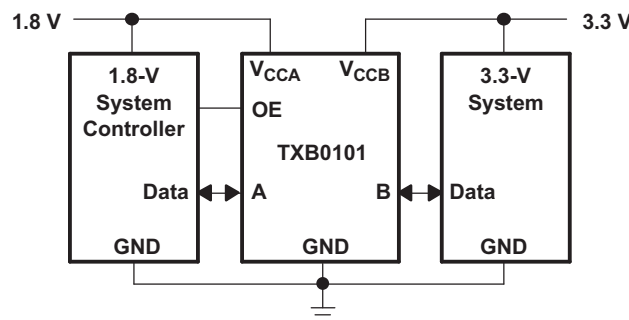 1.8 V
3.3 V
1.8-V
System
Controller
Data
GND
VCCA
VCCB
OE
TXB0101
A
B
GND
3.3-V
System
Data
GND